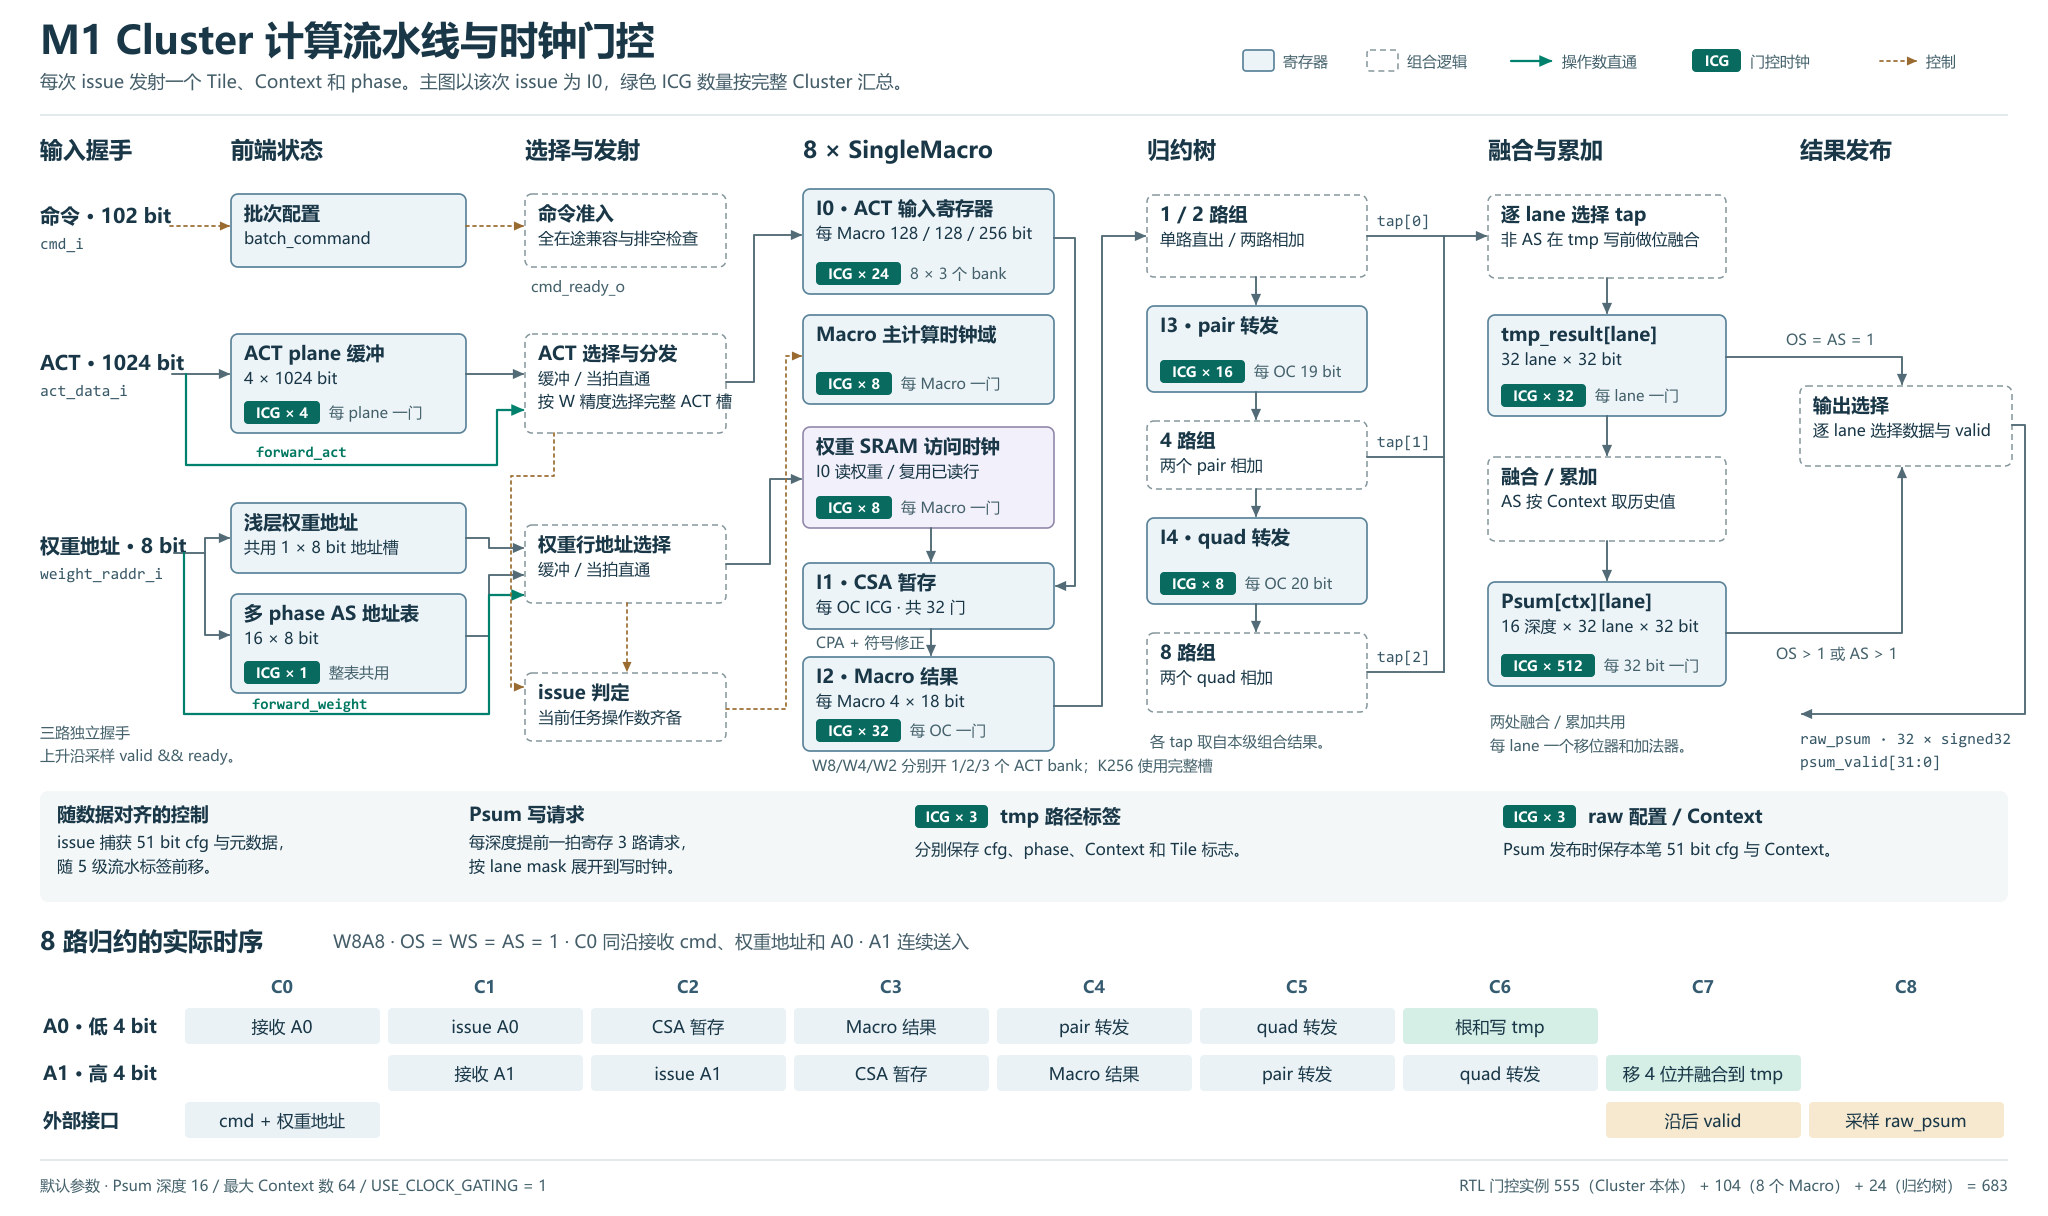 M1 Cluster 计算流水线与时钟门控
每次 issue 发射一个 Tile、Context 和 phase。主图以该次 issue 为 I0，绿色 ICG 数量按完整 Cluster 汇总。
寄存器
组合逻辑
操作数直通
ICG 门控时钟
控制
输入握手
前端状态
选择与发射
8 × SingleMacro
归约树
融合与累加
结果发布
命令 • 102 bit
cmd_i
ACT • 1024 bit
act_data_i
权重地址 • 8 bit
weight_raddr_i
三路独立握手
上升沿采样 valid && ready。
批次配置
batch_command
ACT plane 缓冲
4 × 1024 bit
ICG × 4 每 plane 一门
forward_act
浅层权重地址
共用 1 × 8 bit 地址槽
多 phase AS 地址表
16 × 8 bit
ICG × 1 整表共用
forward_weight
命令准入
全在途兼容与排空检查
cmd_ready_o
ACT 选择与分发
缓冲 / 当拍直通
按 W 精度选择完整 ACT 槽
权重行地址选择
缓冲 / 当拍直通
issue 判定
当前任务操作数齐备
I0 • ACT 输入寄存器
每 Macro 128 / 128 / 256 bit
ICG × 24 8 × 3 个 bank
Macro 主计算时钟域
ICG × 8 每 Macro 一门
权重 SRAM 访问时钟
I0 读权重 / 复用已读行
ICG × 8 每 Macro 一门
I1 • CSA 暂存
每 OC ICG · 共 32 门
CPA + 符号修正
I2 • Macro 结果
每 Macro 4 × 18 bit
ICG × 32 每 OC 一门
W8/W4/W2 分别开 1/2/3 个 ACT bank；K256 使用完整槽
1 / 2 路组
单路直出 / 两路相加
tap[0]
I3 • pair 转发
ICG × 16 每 OC 19 bit
4 路组
两个 pair 相加
tap[1]
I4 • quad 转发
ICG × 8 每 OC 20 bit
8 路组
两个 quad 相加
tap[2]
各 tap 取自本级组合结果。
逐 lane 选择 tap
非 AS 在 tmp 写前做位融合
tmp_result[lane]
32 lane × 32 bit
ICG × 32 每 lane 一门
融合 / 累加
AS 按 Context 取历史值
Psum[ctx][lane]
16 深度 × 32 lane × 32 bit
ICG × 512 每 32 bit 一门
两处融合 / 累加共用
每 lane 一个移位器和加法器。
OS = AS = 1
输出选择
逐 lane 选择数据与 valid
OS > 1 或 AS > 1
raw_psum · 32 × signed32
psum_valid[31:0]
随数据对齐的控制
issue 捕获 51 bit cfg 与元数据，
随 5 级流水标签前移。
Psum 写请求
每深度提前一拍寄存 3 路请求，
按 lane mask 展开到写时钟。
ICG × 3 tmp 路径标签
分别保存 cfg、phase、Context 和 Tile 标志。
ICG × 3 raw 配置 / Context
Psum 发布时保存本笔 51 bit cfg 与 Context。
8 路归约的实际时序
W8A8 · OS = WS = AS = 1 · C0 同沿接收 cmd、权重地址和 A0 · A1 连续送入
C0 C1 C2 C3 C4 C5 C6 C7 C8
A0 • 低 4 bit 接收 A0 issue A0 CSA 暂存 Macro 结果 pair 转发 quad 转发 根和写 tmp
A1 • 高 4 bit 接收 A1 issue A1 CSA 暂存 Macro 结果 pair 转发 quad 转发 移 4 位并融合到 tmp
外部接口 cmd + 权重地址 沿后 valid 采样 raw_psum
默认参数 · Psum 深度 16 / 最大 Context 数 64 / USE_CLOCK_GATING = 1
RTL 门控实例 555（Cluster 本体） + 104（8 个 Macro） + 24（归约树） = 683